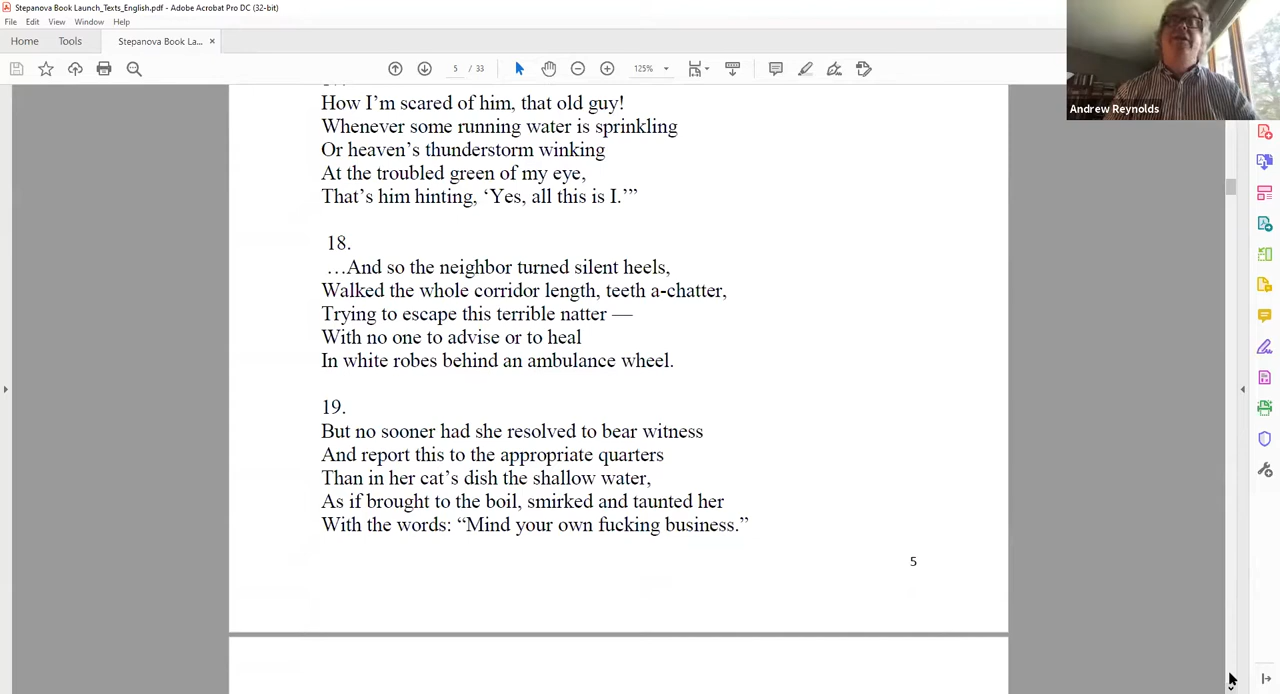 Stepanova Book Launch_Texts_English.pdf - Adobe Acrobat Pro DC (32-bit)
File Edit View Window Help
Home Tools Stepanova Book La... ×
5 / 33 125%
Andrew Reynolds
How I’m scared of him, that old guy!
Whenever some running water is sprinkling
Or heaven’s thunderstorm winking
At the troubled green of my eye,
That’s him hinting, ‘Yes, all this is I.’”
18.
…And so the neighbor turned silent heels,
Walked the whole corridor length, teeth a-chatter,
Trying to escape this terrible natter —
With no one to advise or to heal
In white robes behind an ambulance wheel.
19.
But no sooner had she resolved to bear witness
And report this to the appropriate quarters
Than in her cat’s dish the shallow water,
As if brought to the boil, smirked and taunted her
With the words: “Mind your own fucking business.”
5